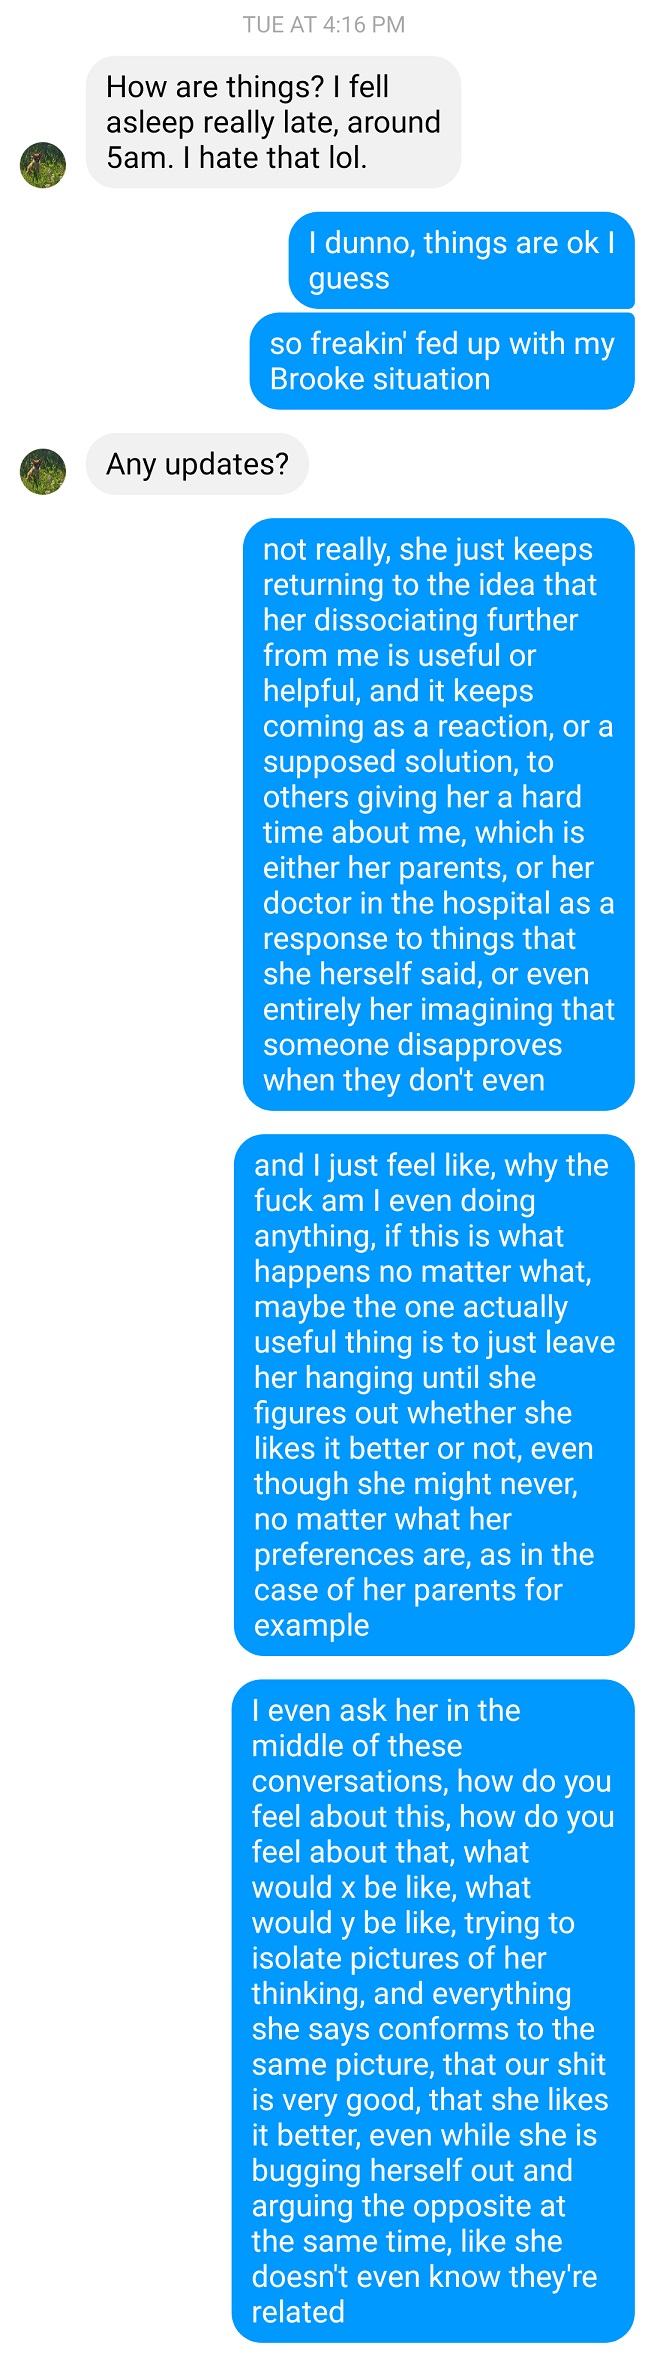 TUE AT 4:16 PM
How are things? I fell
asleep really late, around
5am. I hate that lol.
I dunno, things are ok I
guess
so freakin' fed up with my
Brooke situation
Any updates?
not really, she just keeps
returning to the idea that
her dissociating further
from me is useful or
helpful, and it keeps
coming as a reaction, or a
supposed solution, to
others giving her a hard
time about me, which is
either her parents, or her
doctor in the hospital as a
response to things that
she herself said, or even
entirely her imagining that
someone disapproves
when they don't even
and I just feel like, why the
fuck am I even doing
anything, if this is what
happens no matter what,
maybe the one actually
useful thing is to just leave
her hanging until she
figures out whether she
likes it better or not, even
though she might never,
no matter what her
preferences are, as in the
case of her parents for
example
I even ask her in the
middle of these
conversations, how do you
feel about this, how do you
feel about that, what
would x be like, what
would y be like, trying to
isolate pictures of her
thinking, and everything
she says conforms to the
same picture, that our shit
is very good, that she likes
it better, even while she is
bugging herself out and
arguing the opposite at
the same time, like she
doesn't even know they're
related